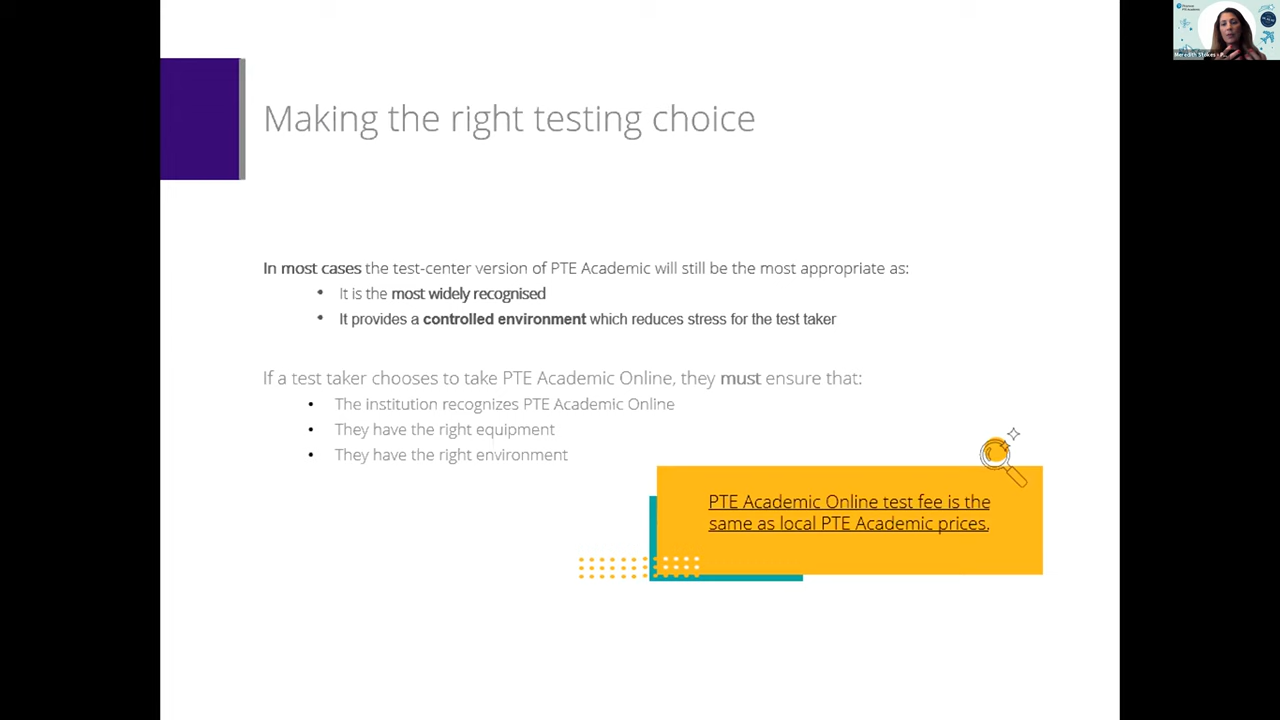 Making the right testing choice
In most cases the test-center version of PTE Academic will still be the most appropriate as:
• It is the most widely recognised
• It provides a controlled environment which reduces stress for the test taker
If a test taker chooses to take PTE Academic Online, they must ensure that:
• The institution recognizes PTE Academic Online
• They have the right equipment
• They have the right environment
PTE Academic Online test fee is the
same as local PTE Academic prices.
Meredith Stokes